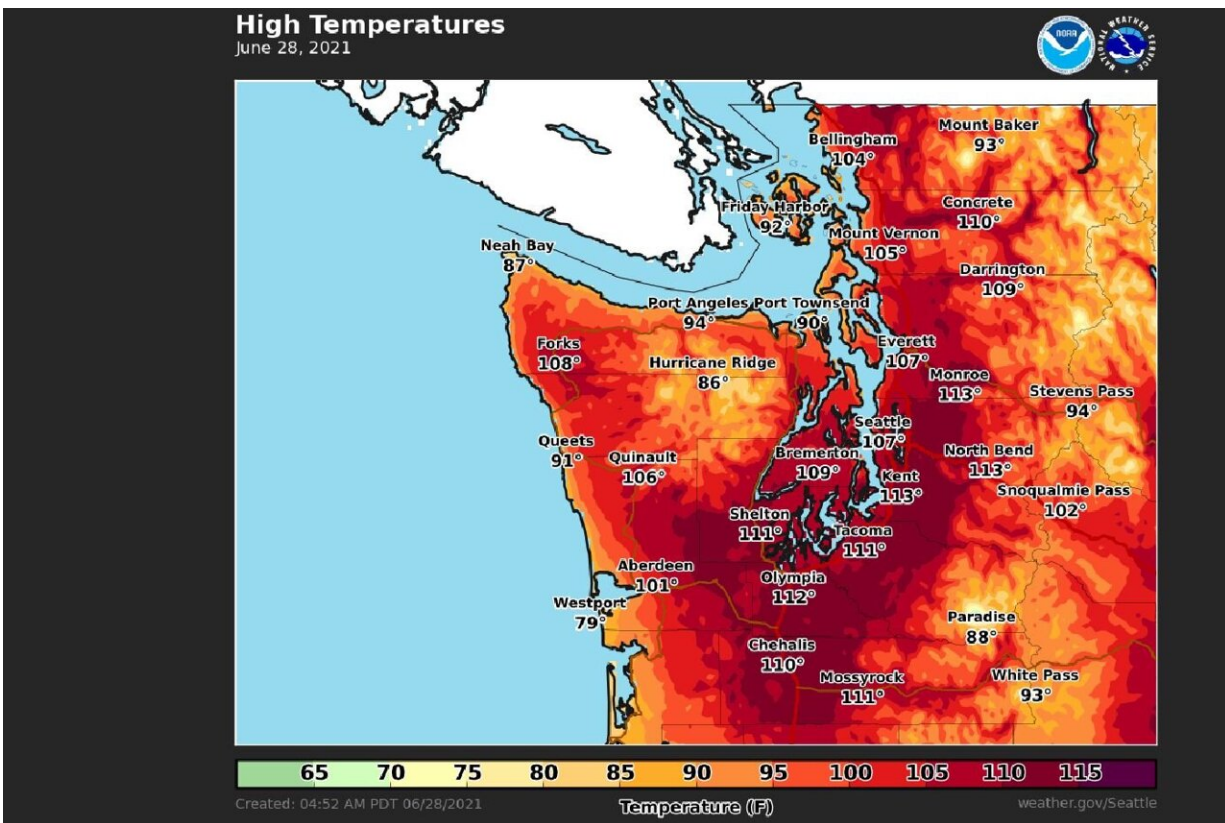 High Temperatures
June 28, 2021
NOAA
NATIONAL WEATHER SERVICE
Mount Baker
93°
Bellingham
104°
Concrete
110°
Friday Harbor
92°
Mount Vernon
105°
Neah Bay
87°
Darrington
109°
Port Angeles
94°
Port Townsend
90°
Forks
108°
Everett
107°
Hurricane Ridge
86°
Monroe
113°
Stevens Pass
94°
Seattle
107°
Queets
91°
Quinault
106°
Bremerton
109°
North Bend
113°
Kent
113°
Snoqualmie Pass
102°
Shelton
111°
Tacoma
111°
Aberdeen
101°
Olympia
112°
Westport
79°
Paradise
88°
Chehalis
110°
Mossyrock
111°
White Pass
93°
65 70 75 80 85 90 95 100 105 110 115
Created: 04:52 AM PDT 06/28/2021
Temperature (F)
weather.gov/Seattle